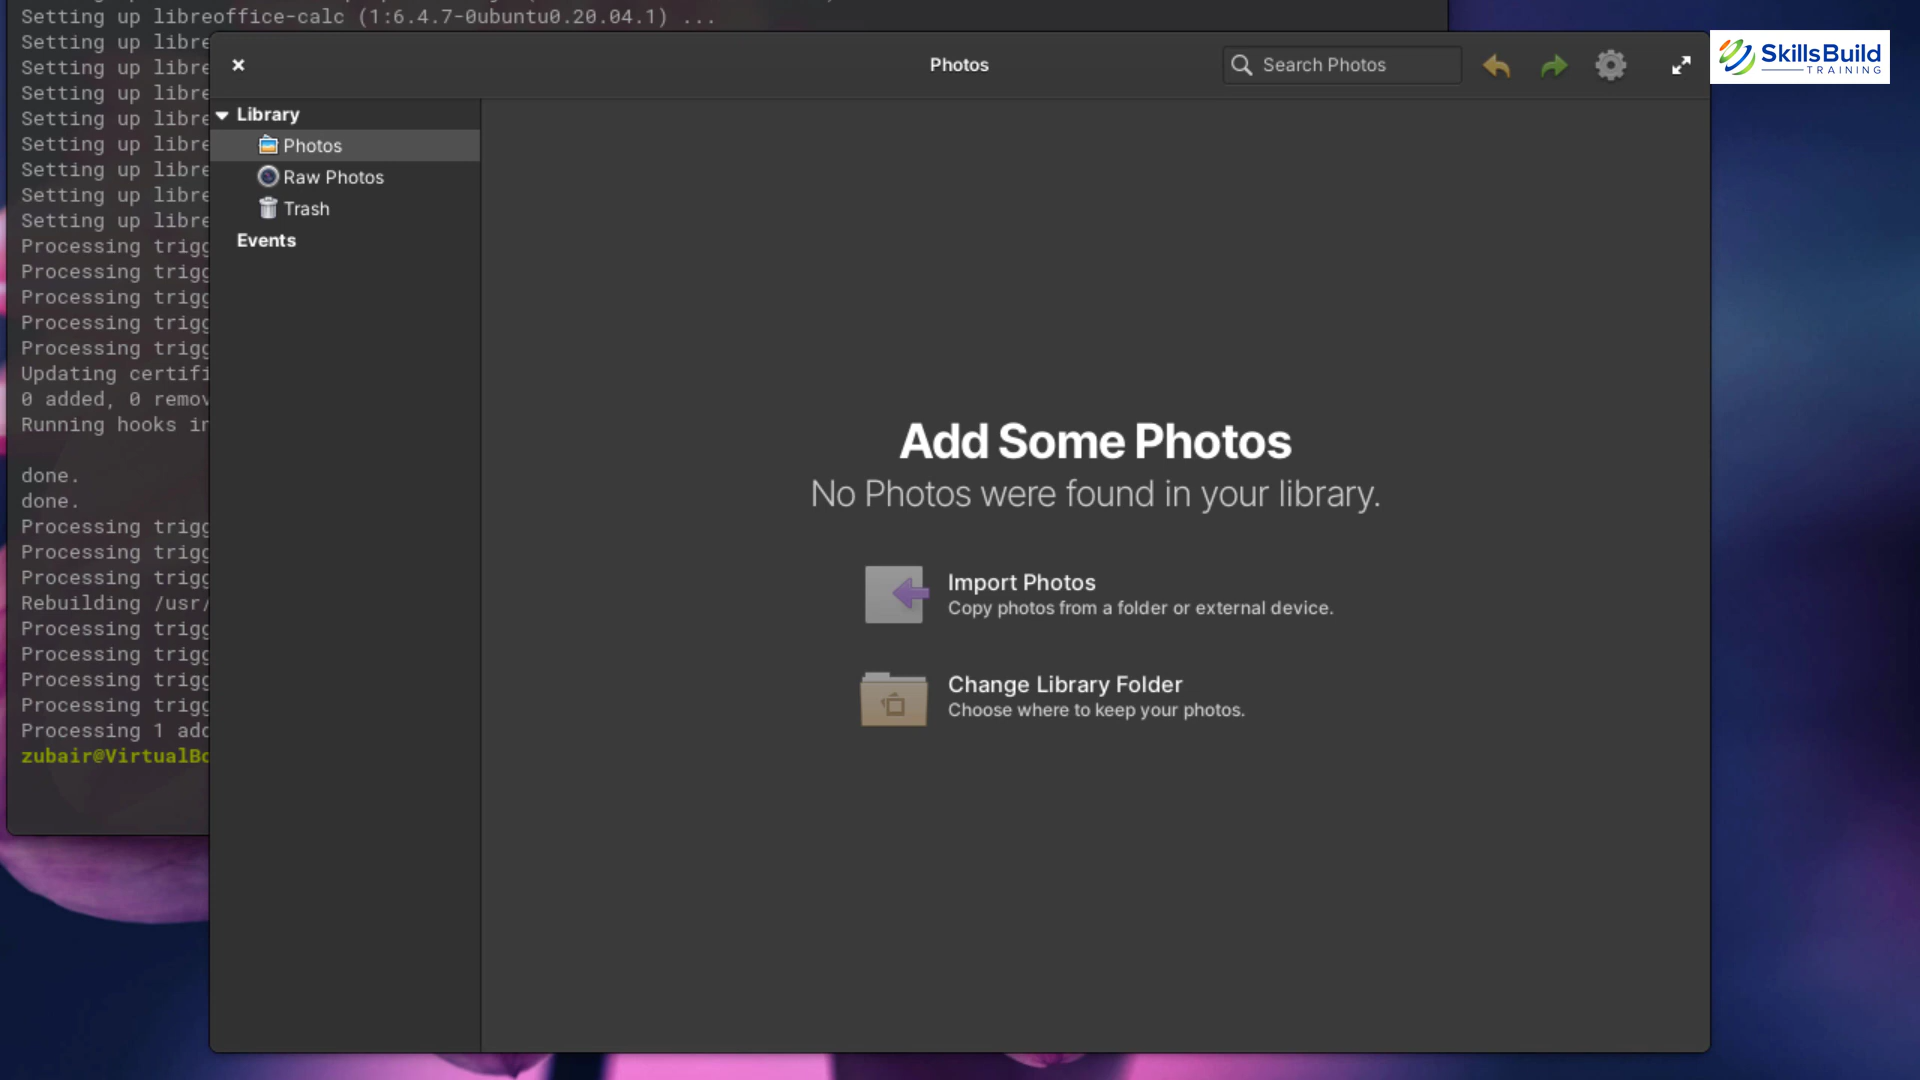 Setting up libreoffice-calc (1:6.4.7-0ubuntu0.20.04.1) ...
Setting up libre
Setting up libre
Setting up libre
Setting up libre
Setting up libre
Setting up libre
Setting up libre
Setting up libre
Processing trigg
Processing trigg
Processing trigg
Processing trigg
Processing trigg
Updating certifi
0 added, 0 remov
Running hooks in
done.
done.
Processing trigg
Processing trigg
Processing trigg
Rebuilding /usr/
Processing trigg
Processing trigg
Processing trigg
Processing trigg
Processing 1 add
zubair@VirtualBo
Photos
Search Photos
SkillsBuild
TRAINING
Library
Photos
Raw Photos
Trash
Events
Add Some Photos
No Photos were found in your library.
Import Photos
Copy photos from a folder or external device.
Change Library Folder
Choose where to keep your photos.